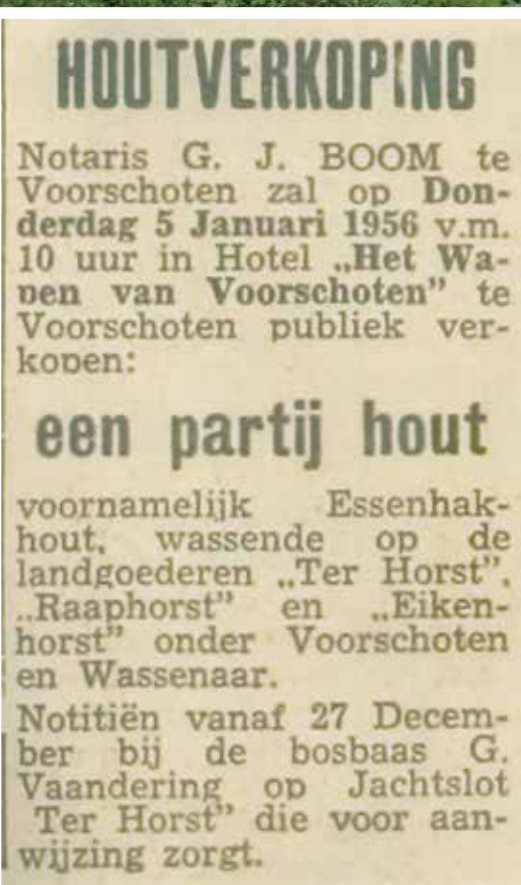 HOUTVERKOPING
Notaris G. J. BOOM te
Voorschoten zal op Don-
derdag 5 Januari 1956 v.m.
10 uur in Hotel „Het Wa-
pen van Voorschoten” te
Voorschoten publiek ver-
kopen:
een partij hout
voornamelijk Essenhak-
hout, wassende op de
landgoederen „Ter Horst”,
„Raaphorst” en „Eiken-
horst” onder Voorschoten
en Wassenaar.
Notitiën vanaf 27 Decem-
ber bij de bosbaas G.
Vaandering op Jachtslot
Ter Horst” die voor aan-
wijzing zorgt.